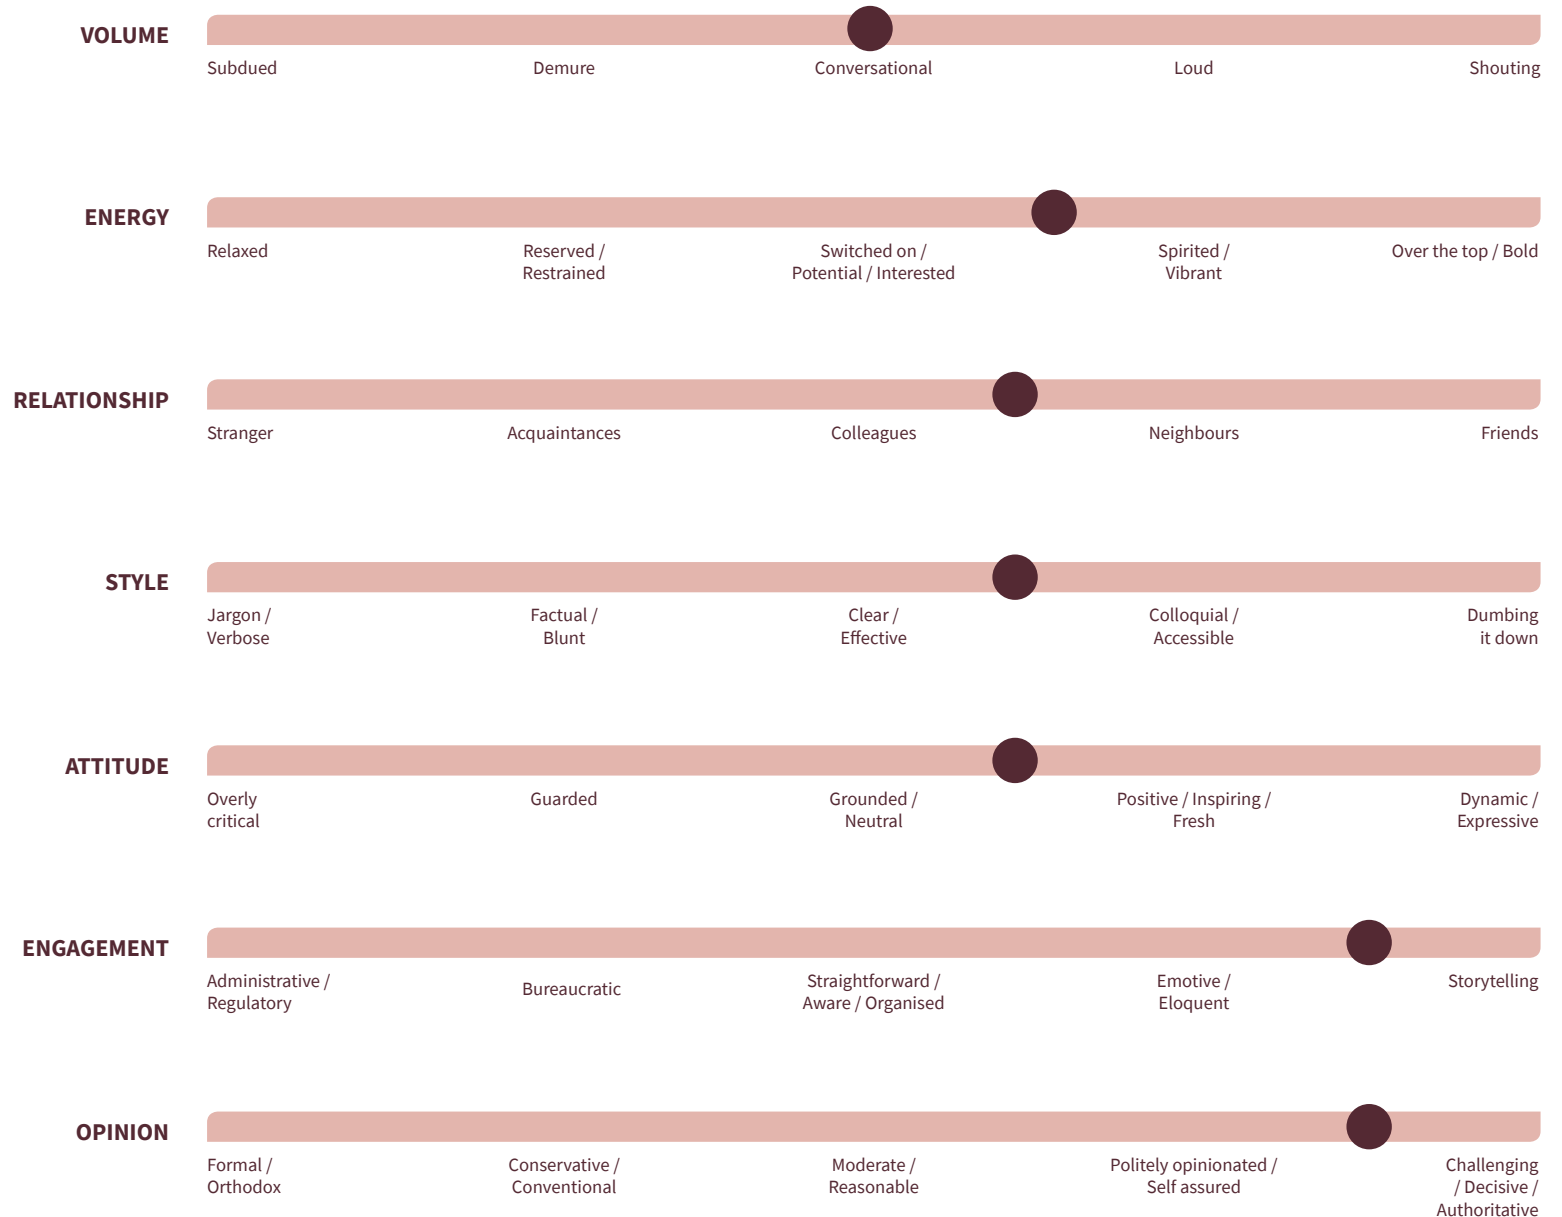 VOLUME
Subdued
Demure
Conversational
Loud
Shouting
ENERGY
Relaxed
Reserved /
Restrained
Switched on /
Potential / Interested
Spirited /
Vibrant
Over the top / Bold
RELATIONSHIP
Stranger
Acquaintances
Colleagues
Neighbours
Friends
STYLE
Jargon /
Verbose
Factual /
Blunt
Clear /
Effective
Colloquial /
Accessible
Dumbing
it down
ATTITUDE
Overly
critical
Guarded
Grounded /
Neutral
Positive / Inspiring /
Fresh
Dynamic /
Expressive
ENGAGEMENT
Administrative /
Regulatory
Bureaucratic
Straightforward /
Aware / Organised
Emotive /
Eloquent
Storytelling
OPINION
Formal /
Orthodox
Conservative /
Conventional
Moderate /
Reasonable
Politely opinionated /
Self assured
Challenging
/ Decisive /
Authoritative